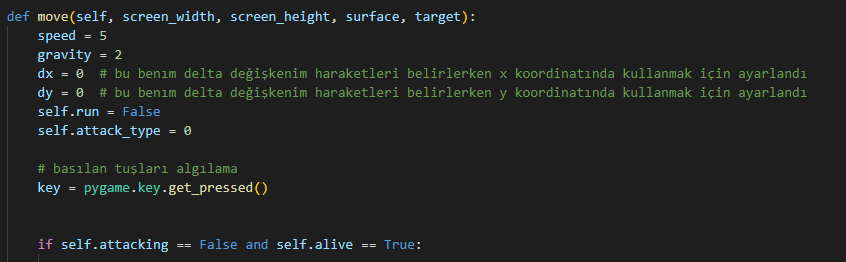 def move(self, screen_width, screen_height, surface, target):
speed = 5
gravity = 2
dx = 0  # bu benım delta değişkenim haraketleri belirlerken x koordinatında kullanmak için ayarlandı
dy = 0  # bu benım delta değişkenim haraketleri belirlerken y koordinatında kullanmak için ayarlandı
self.run = False
self.attack_type = 0
# basılan tuşları algılama
key = pygame.key.get_pressed()
if self.attacking == False and self.alive == True: